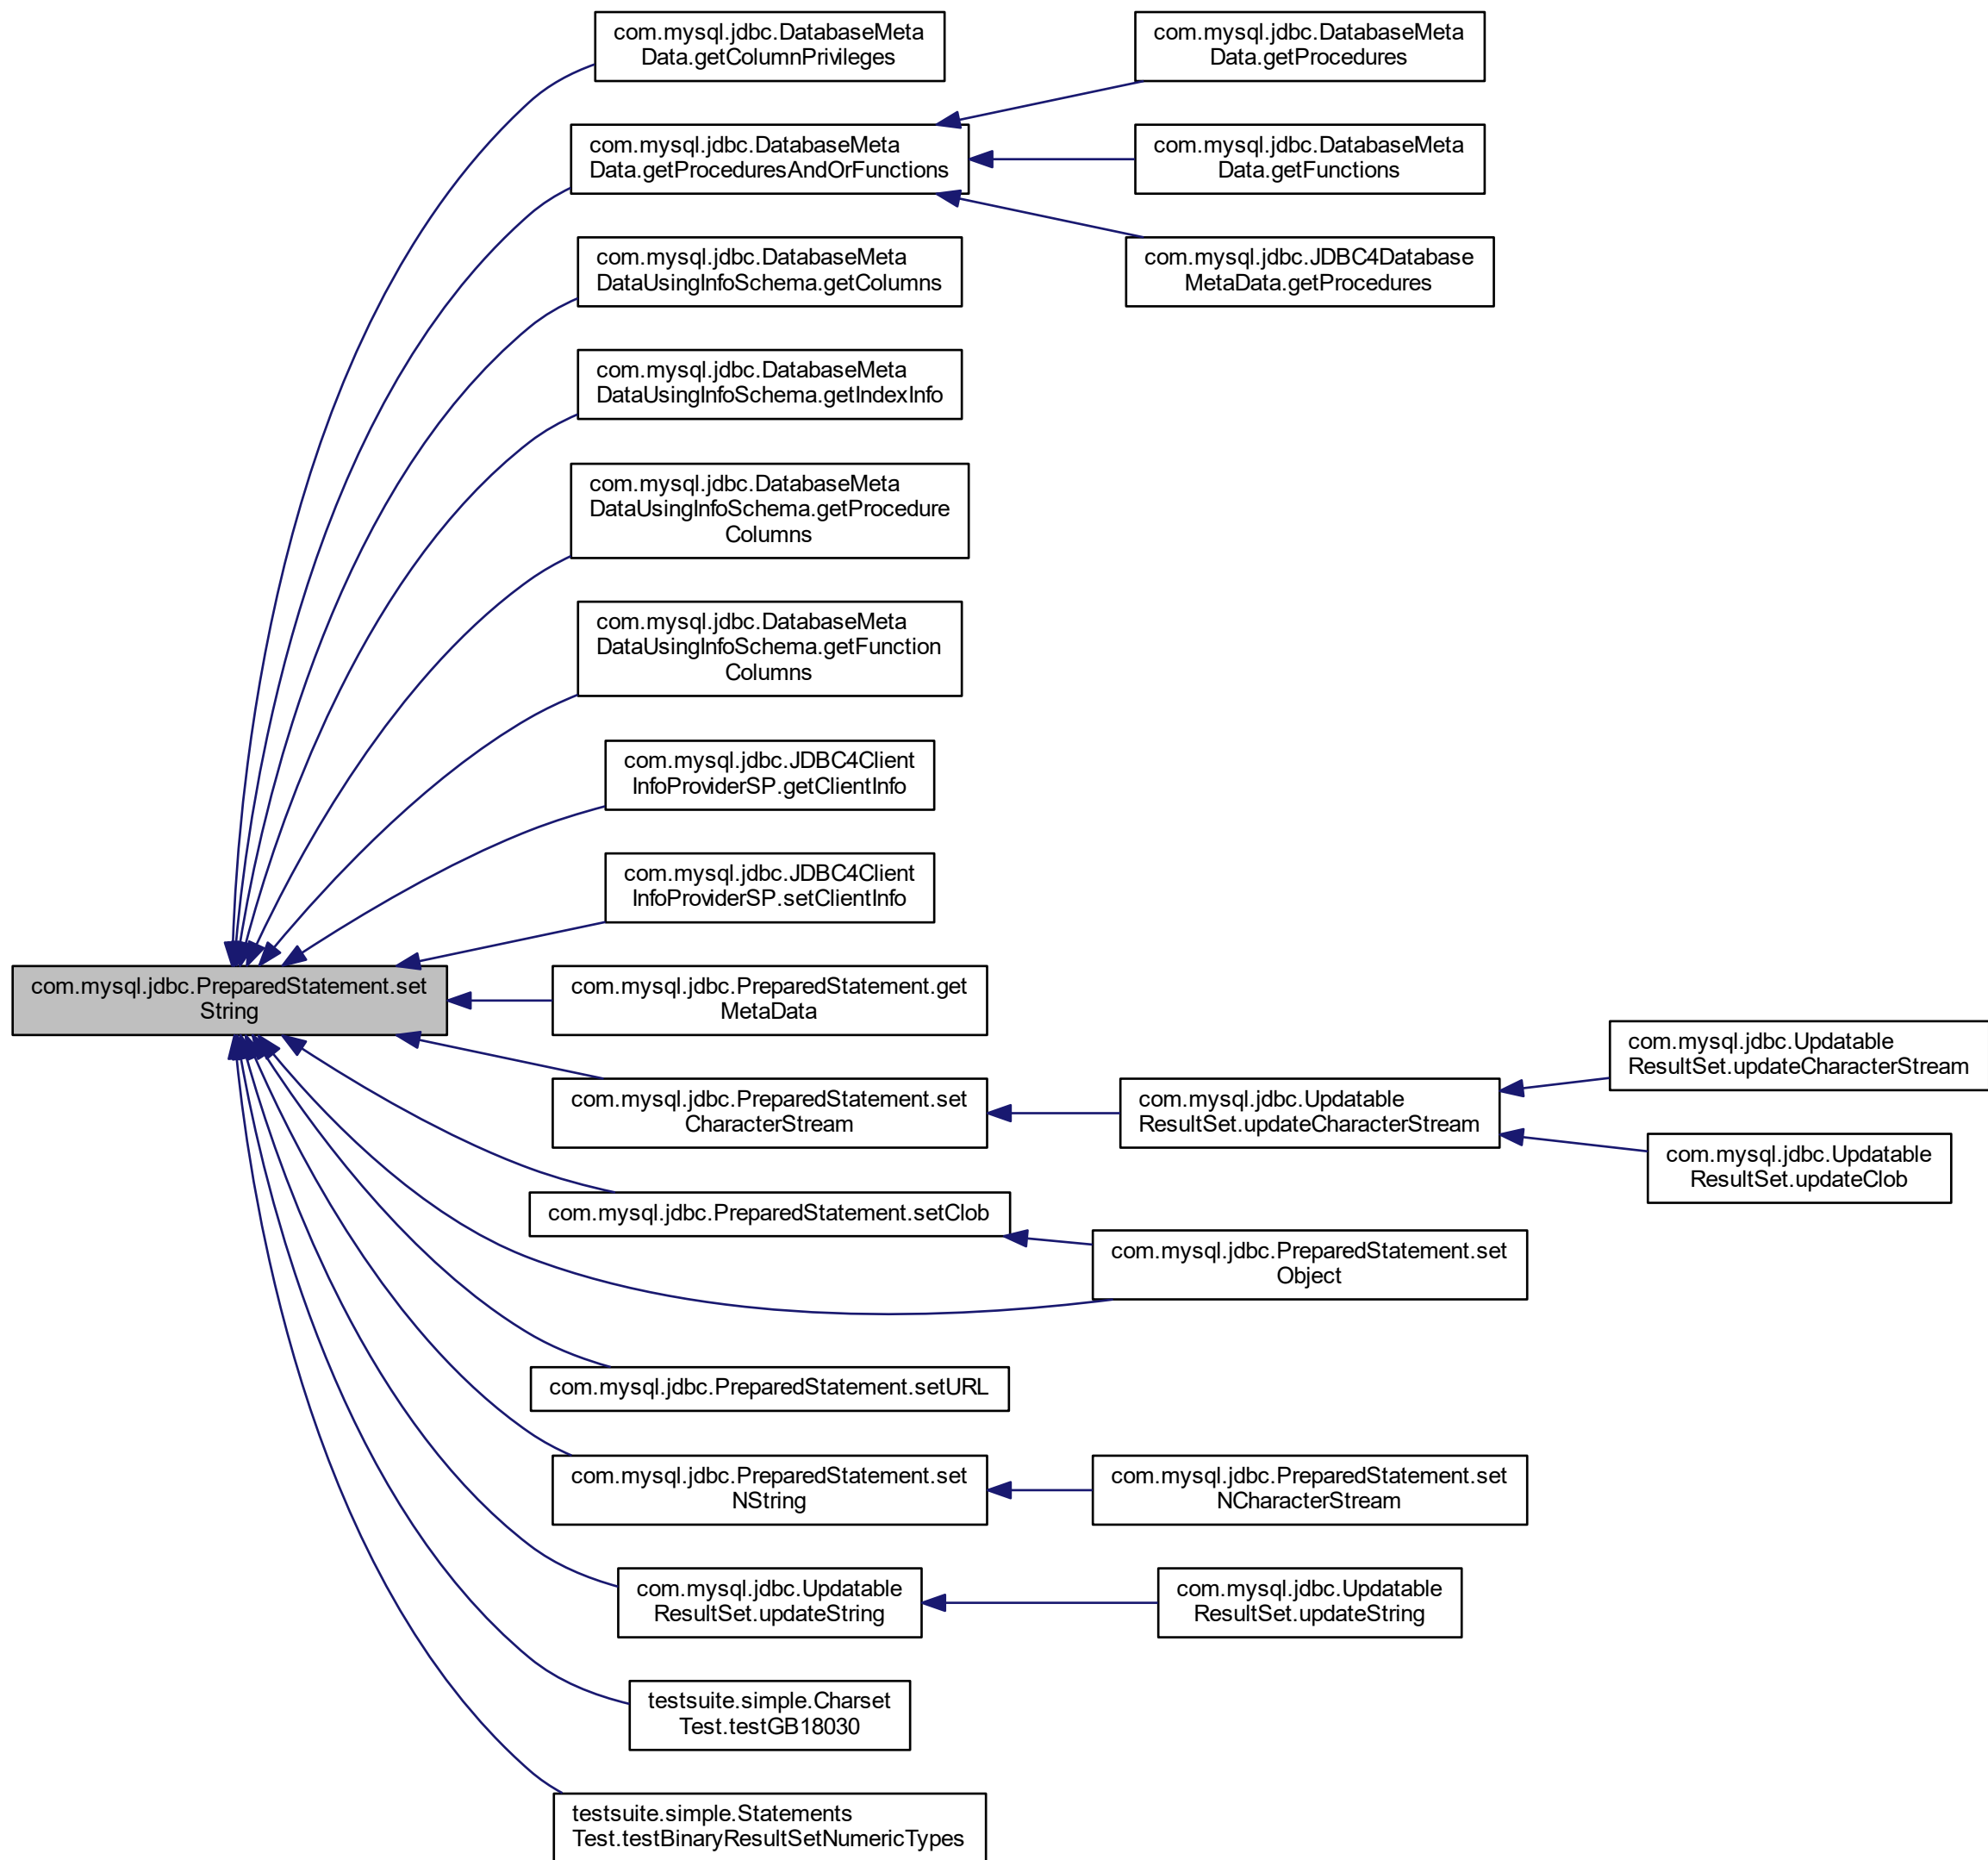 com.mysql.jdbc.DatabaseMeta
Data.getColumnPrivileges
com.mysql.jdbc.DatabaseMeta
Data.getProcedures
com.mysql.jdbc.DatabaseMeta
Data.getProceduresAndOrFunctions
com.mysql.jdbc.DatabaseMeta
Data.getFunctions
com.mysql.jdbc.DatabaseMeta
DataUsingInfoSchema.getColumns
com.mysql.jdbc.JDBC4Database
MetaData.getProcedures
com.mysql.jdbc.DatabaseMeta
DataUsingInfoSchema.getIndexInfo
com.mysql.jdbc.DatabaseMeta
DataUsingInfoSchema.getProcedure
Columns
com.mysql.jdbc.DatabaseMeta
DataUsingInfoSchema.getFunction
Columns
com.mysql.jdbc.JDBC4Client
InfoProviderSP.getClientInfo
com.mysql.jdbc.JDBC4Client
InfoProviderSP.setClientInfo
com.mysql.jdbc.PreparedStatement.set
String
com.mysql.jdbc.PreparedStatement.get
MetaData
com.mysql.jdbc.PreparedStatement.set
CharacterStream
com.mysql.jdbc.Updatable
ResultSet.updateCharacterStream
com.mysql.jdbc.Updatable
ResultSet.updateCharacterStream
com.mysql.jdbc.Updatable
ResultSet.updateClob
com.mysql.jdbc.PreparedStatement.setClob
com.mysql.jdbc.PreparedStatement.set
Object
com.mysql.jdbc.PreparedStatement.setURL
com.mysql.jdbc.PreparedStatement.set
NString
com.mysql.jdbc.PreparedStatement.set
NCharacterStream
com.mysql.jdbc.Updatable
ResultSet.updateString
com.mysql.jdbc.Updatable
ResultSet.updateString
testsuite.simple.Charset
Test.testGB18030
testsuite.simple.Statements
Test.testBinaryResultSetNumericTypes